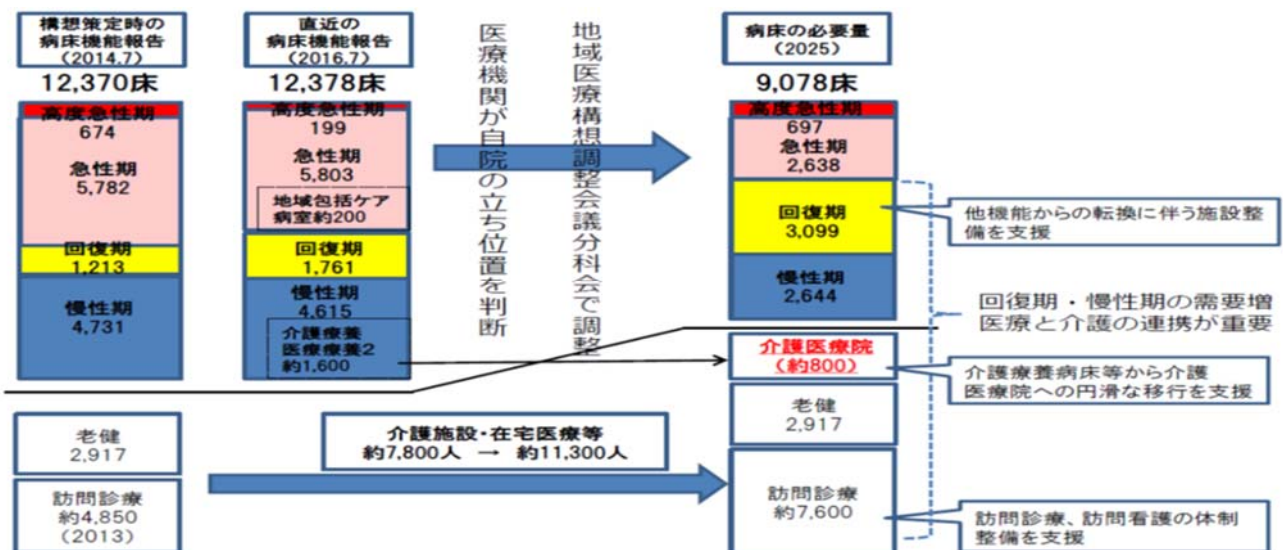 構想策定時の
病床機能報告
(2014.7)
12,370床
高度急性期
674
急性期
5,782
回復期
1,213
慢性期
4,731
直近の
病床機能報告
(2016.7)
12,378床
高度急性期
199
急性期
5,803
地域包括ケア
病室約200
回復期
1,761
慢性期
4,615
介護療養
医療療養2
約1,600
地域医療構想調整会議分科会で調整
医療機関が自院の立ち位置を判断
病床の必要量
(2025)
9,078床
高度急性期
697
急性期
2,638
回復期
3,099
慢性期
2,644
介護医療院
(約800)
老健
2,917
訪問診療
約7,600
他機能からの転換に伴う施設整
備を支援
回復期・慢性期の需要増
医療と介護の連携が重要
介護療養病床等から介護
医療院への円滑な移行を支援
訪問診療、訪問看護の体制
整備を支援
老健
2,917
訪問診療
約4,850
(2013)
介護施設・在宅医療等
約7,800人 → 約11,300人